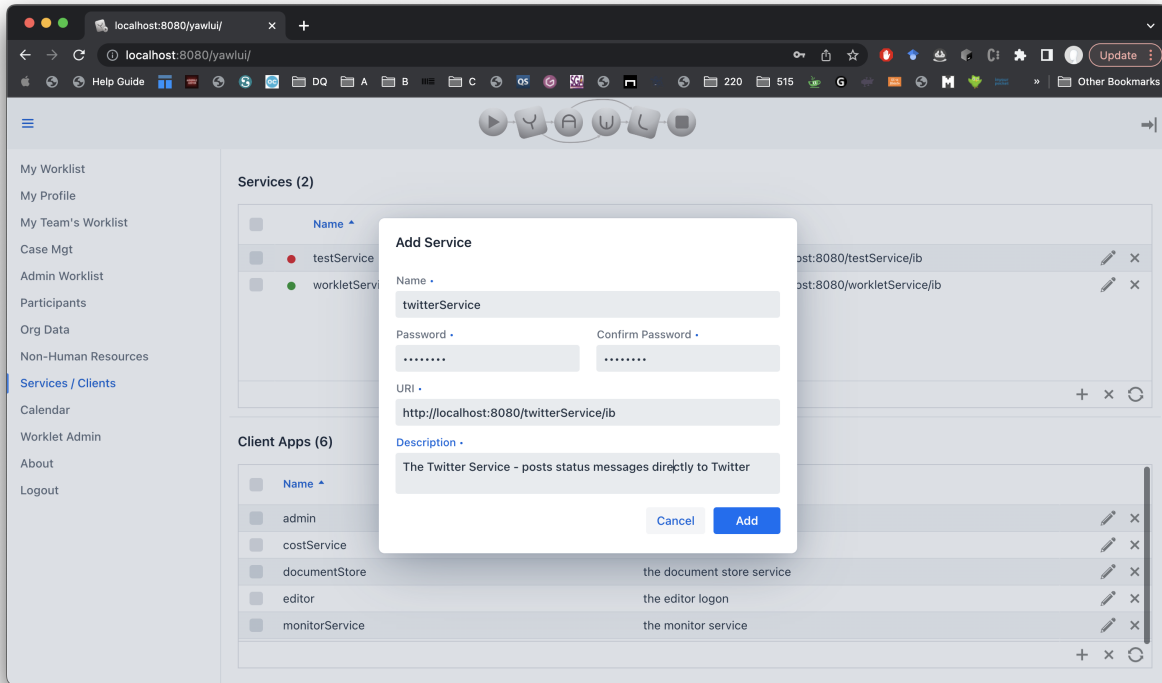 localhost:8080/yawlui/
localhost:8080/yawlui/
Update
Help Guide
DQ
A
B
C
QS
220
515
G
M
»
Other Bookmarks
Y A W L
My Worklist
My Profile
My Team's Worklist
Case Mgt
Admin Worklist
Participants
Org Data
Non-Human Resources
Services / Clients
Calendar
Worklet Admin
About
Logout
Services (2)
Name
testService
ost:8080/testService/ib
workletServi
ost:8080/workletService/ib
Add Service
Name •
twitterService
Password •
Confirm Password •
••••••••
••••••••
URI •
http://localhost:8080/twitterService/ib
Description •
The Twitter Service - posts status messages directly to Twitter
Cancel
Add
Client Apps (6)
Name
admin
costService
documentStore the document store service
editor the editor logon
monitorService the monitor service